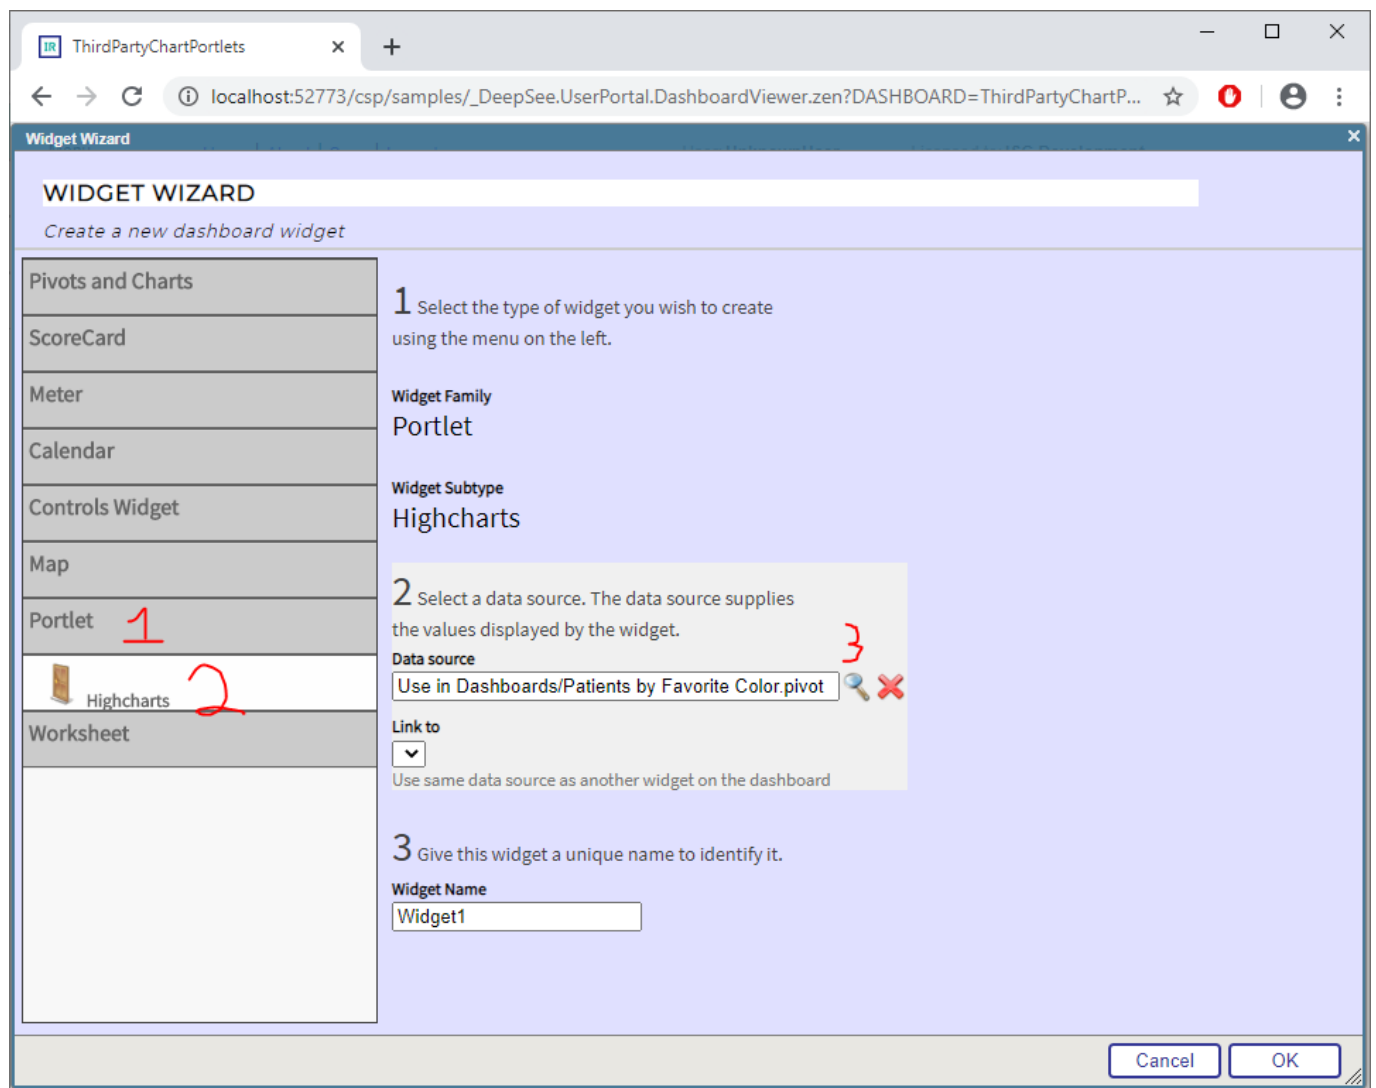 ThirdPartyChartPortlets
localhost:52773/csp/samples/_DeepSee.UserPortal.DashboardViewer.zen?DASHBOARD=ThirdPartyChartP...
Widget Wizard
WIDGET WIZARD
Create a new dashboard widget
Pivots and Charts
ScoreCard
Meter
Calendar
Controls Widget
Map
Portlet 1
Highcharts 2
Worksheet
1 Select the type of widget you wish to create
using the menu on the left.
Widget Family
Portlet
Widget Subtype
Highcharts
2 Select a data source. The data source supplies
the values displayed by the widget.
3
Data source
Use in Dashboards/Patients by Favorite Color.pivot
Link to
Use same data source as another widget on the dashboard
3 Give this widget a unique name to identify it.
Widget Name
Widget1
Cancel
OK